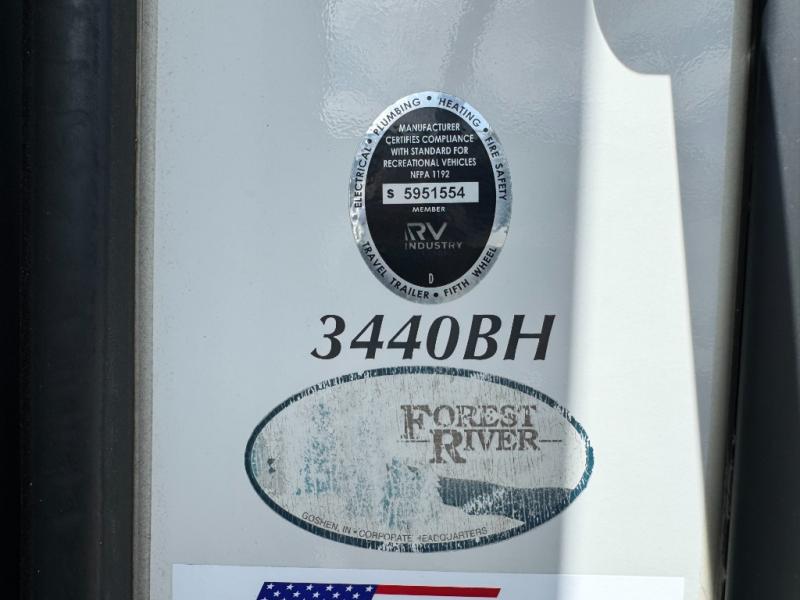 ELECTRICAL • PLUMBING • HEATING • FIRE SAFETY
MANUFACTURER
CERTIFIES COMPLIANCE
WITH STANDARD FOR
RECREATIONAL VEHICLES
NFPA 1192
S 5951554
MEMBER
RV
INDUSTRY
D
TRAVEL TRAILER • FIFTH WHEEL
3440BH
FOREST
RIVER
GOSHEN, IN • CORPORATE HEADQUARTERS